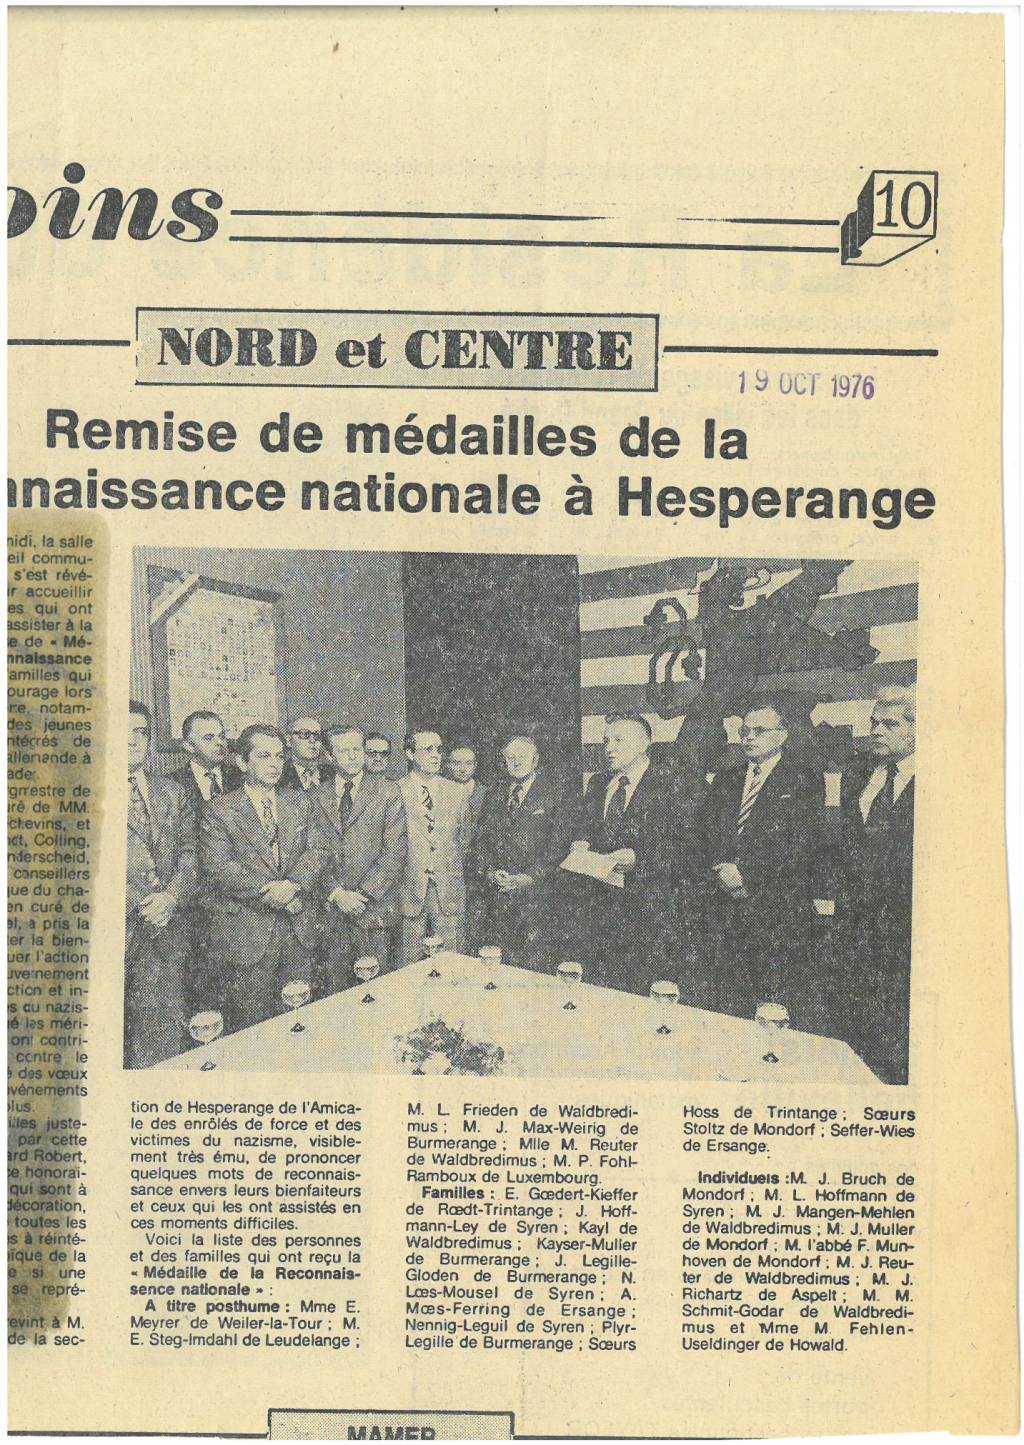 oins
10
NORD et CENTRE
19 OCT 1976
Remise de médailles de la
nnaissance nationale à Hesperange
nidi, la salle
eil commu-
s'est révé-
ir accueillir
es qui ont
assister à la
se de « Mé-
nnaissance
amilles qui
ourage lors
re, notam-
des jeunes
ntégrés de
allemande à
ade.
rgmestre de
uré de MM.
chevins, et
ct, Colling,
nderscheid,
conseillers
que du cha-
en curé de
el, a pris la
ter la bien-
uer l'action
uvernement
ction et in-
s du nazis-
é les méri-
ont contri-
contre le
é des vœux
événements
plus.
lles juste-
par cette
ard Robert,
ce honorai-
qui sont à
décoration,
toutes les
s à réinté-
ïque de la
e si une
se repré-
revint à M.
de la sec-
tion de Hesperange de l'Amica-
le des enrôlés de force et des
victimes du nazisme, visible-
ment très ému, de prononcer
quelques mots de reconnais-
sance envers leurs bienfaiteurs
et ceux qui les ont assistés en
ces moments difficiles.
Voici la liste des personnes
et des familles qui ont reçu la
« Médaille de la Reconnais-
sence nationale » :
A titre posthume : Mme E.
Meyrer de Weiler-la-Tour ; M.
E. Steg-Imdahl de Leudelange ;
M. L. Frieden de Waldbredi-
mus ; M. J. Max-Weirig de
Burmerange ; Mlle M. Reuter
de Waldbredimus ; M. P. Fohl-
Ramboux de Luxembourg.
Familles : E. Gœdert-Kieffer
de Rœdt-Trintange ; J. Hoff-
mann-Ley de Syren ; Kayl de
Waldbredimus ; Kayser-Muller
de Burmerange ; J. Legille-
Gloden de Burmerange ; N.
Lœs-Mousel de Syren ; A.
Mœs-Ferring de Ersange ;
Nennig-Leguil de Syren ; Plyr-
Legille de Burmerange ; Sœurs
Hoss de Trintange ; Sœurs
Stoltz de Mondorf ; Seffer-Wies
de Ersange.
Individuels : M. J. Bruch de
Mondorf ; M. L. Hoffmann de
Syren ; M. J. Mangen-Mehlen
de Waldbredimus ; M. J. Muller
de Mondorf ; M. l'abbé F. Mun-
hoven de Mondorf ; M. J. Reu-
ter de Waldbredimus ; M. J.
Richartz de Aspelt ; M. M.
Schmit-Godar de Waldbredi-
mus et Mme M. Fehlen-
Useldinger de Howald.
MAMER